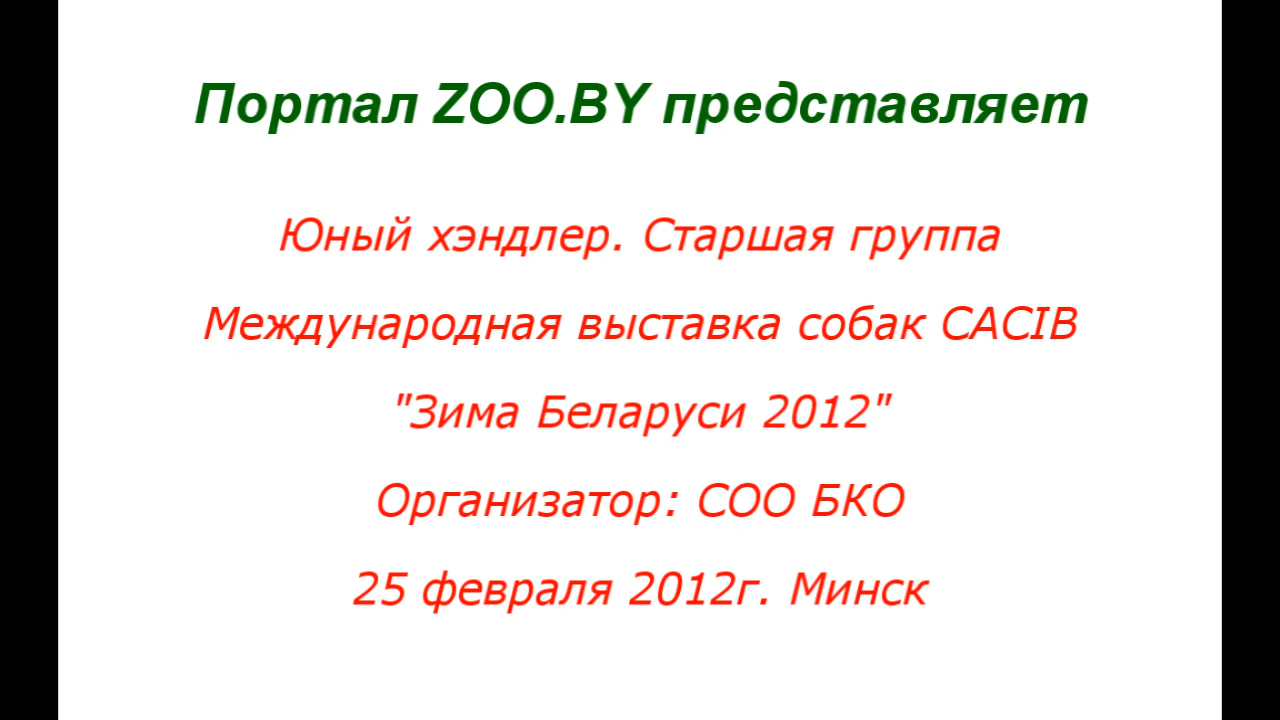 Портал ZOO.BY представляет
Юный хэндлер. Старшая группа
Международная выставка собак CACIB
"Зима Беларуси 2012"
Организатор: СОО БКО
25 февраля 2012г. Минск